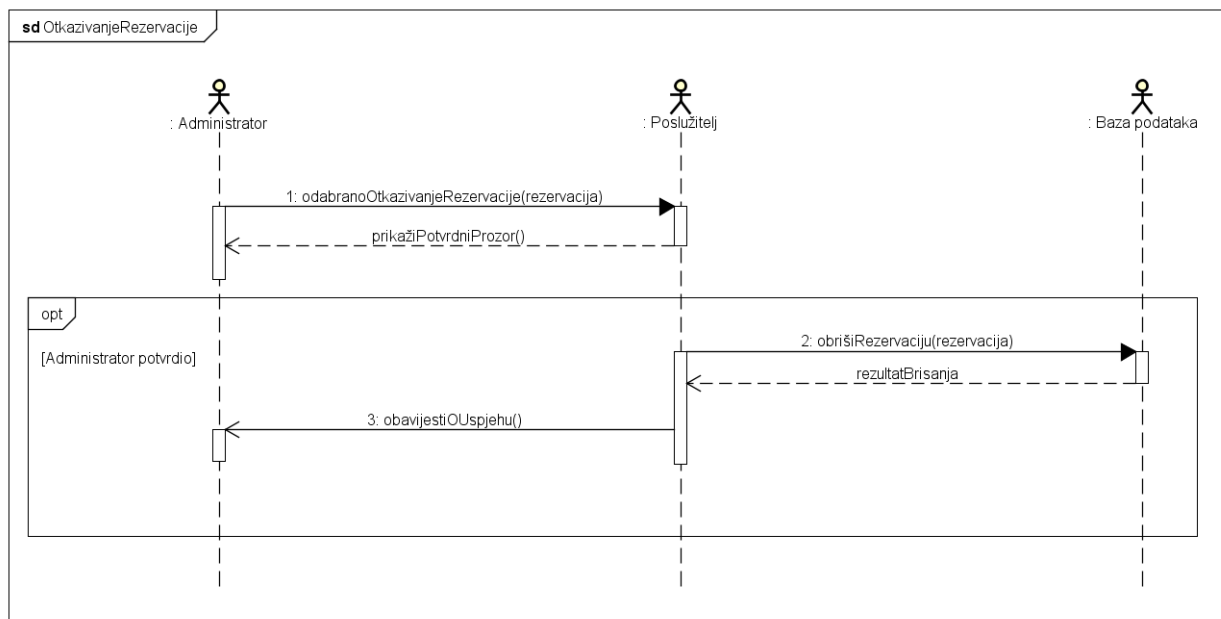 sd OtkazivanjeRezervacije
: Administrator
: Poslužitelj
: Baza podataka
1: odabranoOtkazivanjeRezervacije(rezervacija)
prikažiPotvrdniProzor()
opt
[Administrator potvrdio]
2: obrišiRezervaciju(rezervacija)
rezultatBrisanja
3: obavijestiOUspjehu()